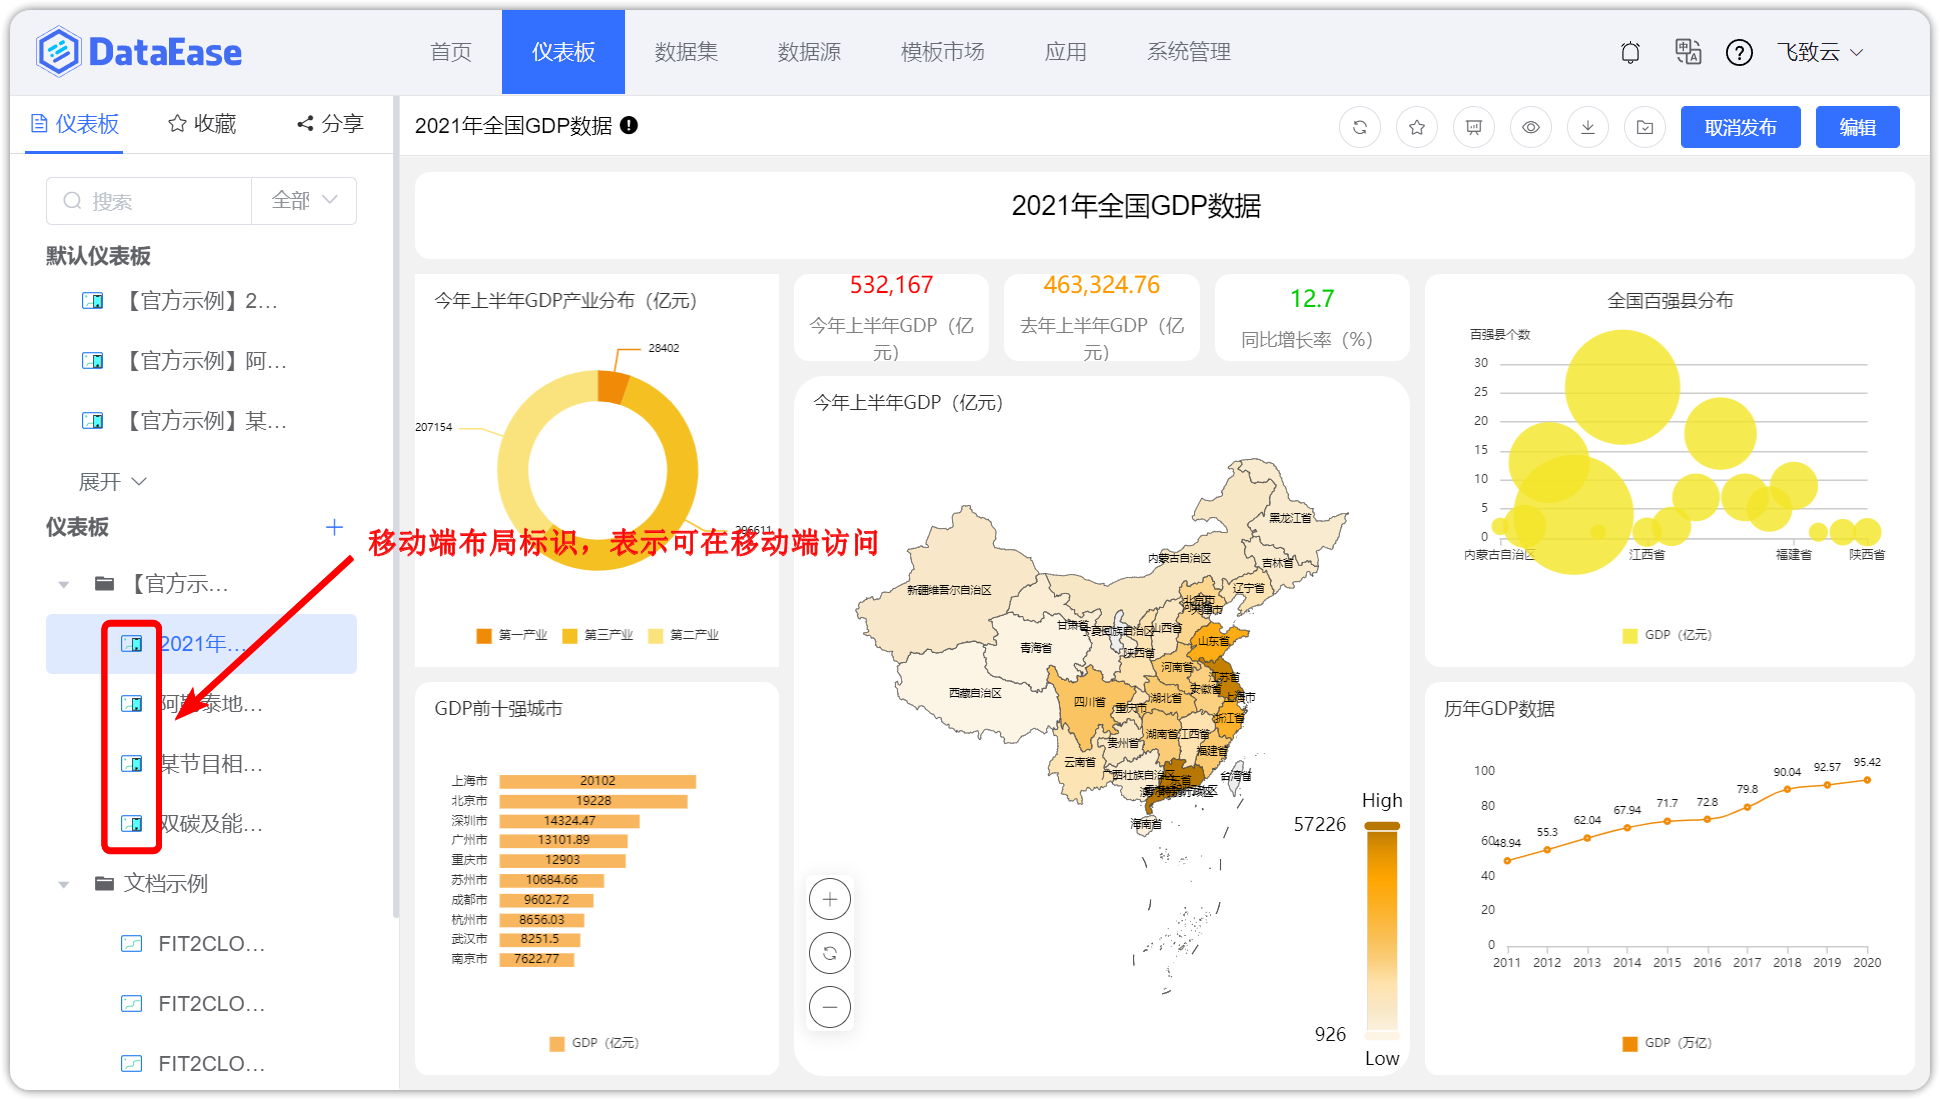 DataEase
首页
仪表板
数据集
数据源
模板市场
应用
系统管理
飞致云
仪表板
收藏
分享
2021年全国GDP数据
取消发布
编辑
搜索
全部
默认仪表板
【官方示例】2...
【官方示例】阿...
【官方示例】某...
展开
仪表板
移动端布局标识，表示可在移动端访问
【官方示...
2021年...
阿勒泰地...
某节目相...
双碳及能...
文档示例
FIT2CLO...
FIT2CLO...
FIT2CLO...
2021年全国GDP数据
今年上半年GDP产业分布（亿元）
28402
207154
296611
第一产业
第三产业
第二产业
532,167
今年上半年GDP（亿
元）
463,324.76
去年上半年GDP（亿
元）
12.7
同比增长率（%）
全国百强县分布
百强县个数
30
25
20
15
10
5
0
内蒙古自治区
江西省
福建省
陕西省
GDP（亿元）
今年上半年GDP（亿元）
黑龙江省
内蒙古自治区
吉林省
新疆维吾尔自治区
辽宁省
北京市
甘肃省
宁夏回族自治区
山西省
山东省
青海省
陕西省
河南省
江苏省
西藏自治区
安徽省
上海市
四川省
湖北省
重庆市
浙江省
湖南省
江西省
贵州省
福建省
云南省
广西壮族自治区
台湾省
海南省
High
57226
926
Low
GDP前十强城市
上海市 20102
北京市 19228
深圳市 14324.47
广州市 13101.89
重庆市 12903
苏州市 10684.66
成都市 9602.72
杭州市 8656.03
武汉市 8251.5
南京市 7622.77
GDP（亿元）
历年GDP数据
100
80
60
40
20
0
48.94
55.3
62.04
67.94
71.7
72.8
79.8
90.04
92.57
95.42
2011
2012
2013
2014
2015
2016
2017
2018
2019
2020
GDP（万亿）